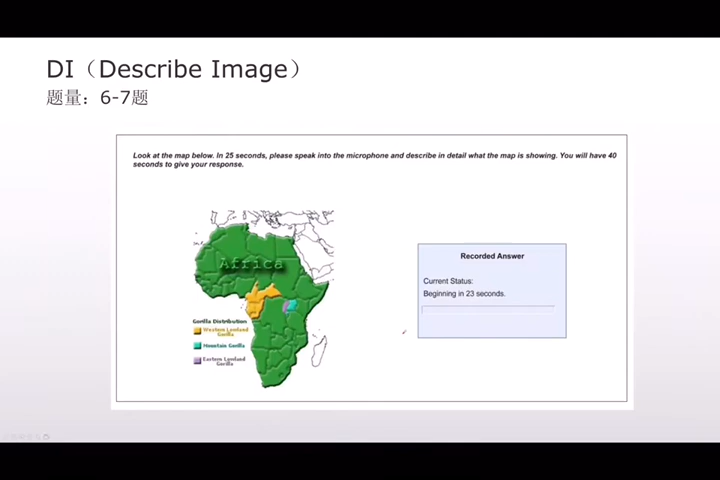 DI（Describe Image）
题量：6-7题
Look at the map below. In 25 seconds, please speak into the microphone and describe in detail what the map is showing. You will have 40
seconds to give your response.
Africa
Gorilla Distribution
Western Lowland
Gorilla
Mountain Gorilla
Eastern Lowland
Gorilla
Recorded Answer
Current Status:
Beginning in 23 seconds.